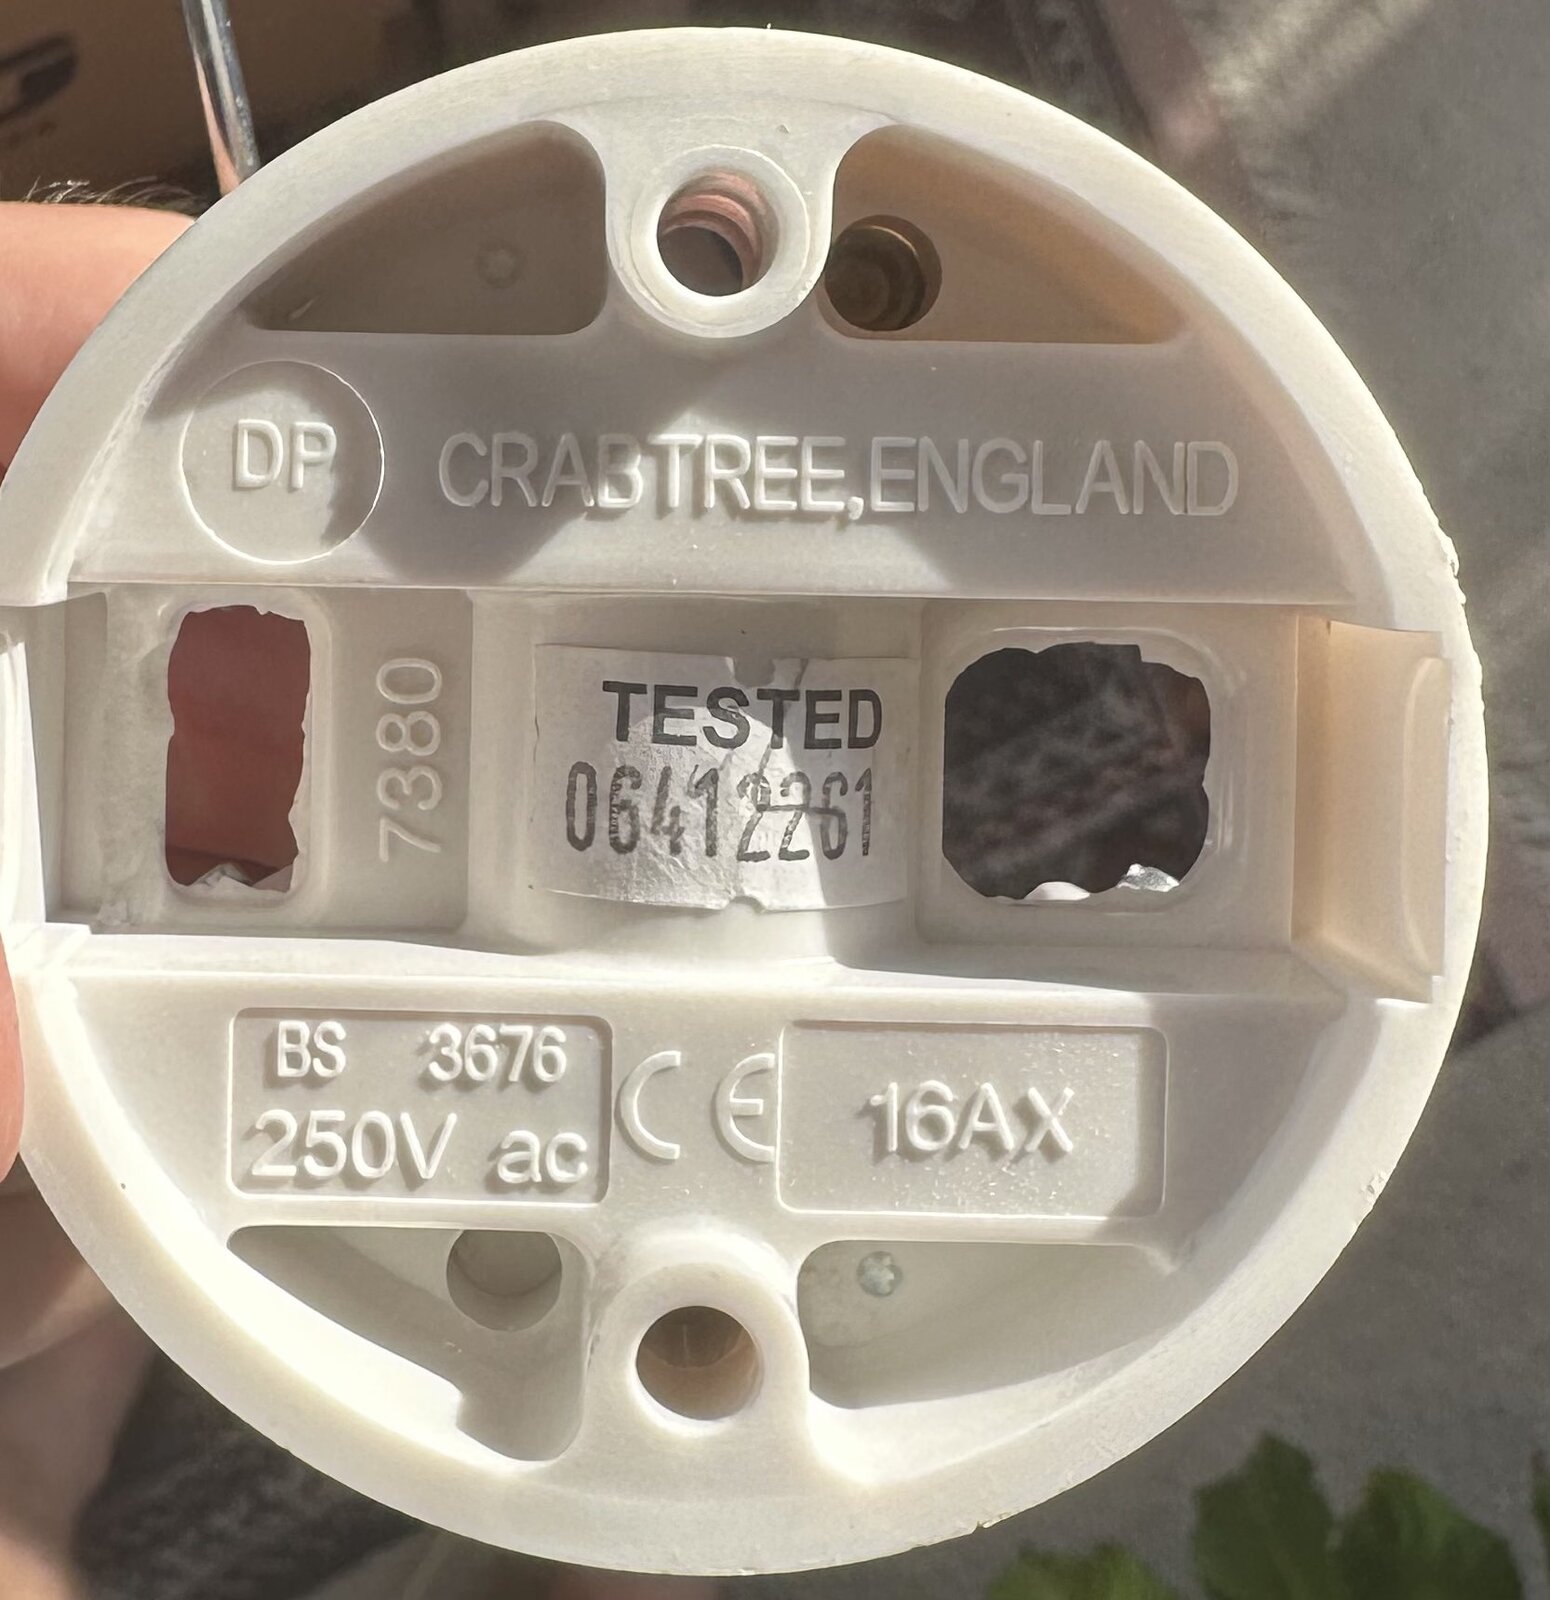 DP
CRABTREE, ENGLAND
7380
TESTED
06412261
BS 3676
250V ac
CE
16AX